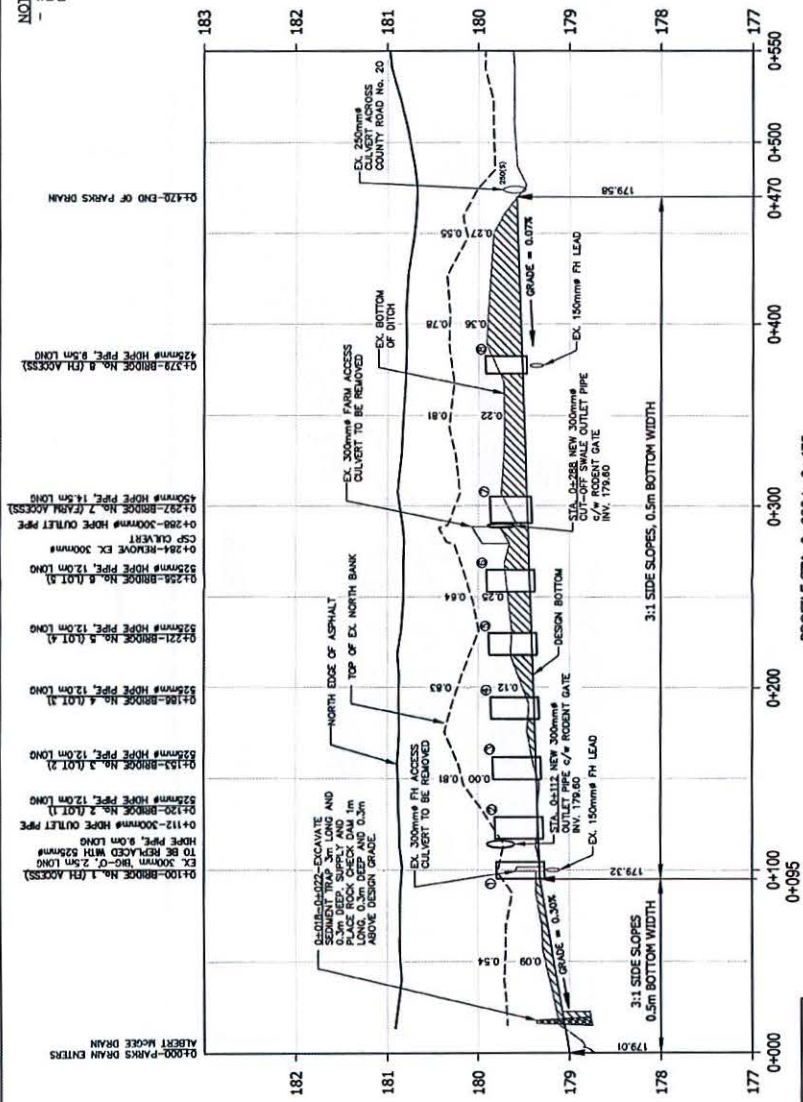 NOT
183
182
181
180
179
178
177
0+000-PARKS DRAIN ENTERS
ALBERT McGEE DRAIN
0+100-BRIDGE No. 1 (FH ACCESS)
EX. 300mm 'BIG-O', 2.5m LONG
TO BE REPLACED WITH 525mmø
HDPE PIPE, 9.0m LONG
0+112-300mmø HDPE OUTLET PIPE
0+120-BRIDGE No. 2 (LOT 1)
525mmø HDPE PIPE, 12.0m LONG
0+153-BRIDGE No. 3 (LOT 2)
525mmø HDPE PIPE, 12.0m LONG
0+186-BRIDGE No. 4 (LOT 3)
525mmø HDPE PIPE, 12.0m LONG
0+221-BRIDGE No. 5 (LOT 4)
525mmø HDPE PIPE, 12.0m LONG
0+256-BRIDGE No. 6 (LOT 5)
525mmø HDPE PIPE, 12.0m LONG
0+284-REMOVE EX. 300mmø
CSP CULVERT
0+288-300mmø HDPE OUTLET PIPE
0+297-BRIDGE No. 7 (FARM ACCESS)
450mmø HDPE PIPE, 14.5m LONG
0+379-BRIDGE No. 8 (FH ACCESS)
425mmø HDPE PIPE, 9.5m LONG
0+470-END OF PARKS DRAIN
0+018-0+022-EXCAVATE
SEDIMENT TRAP 3m LONG AND
0.3m DEEP. SUPPLY AND
PLACE ROCK CHECK DAM 1m
LONG, 0.3m DEEP AND 0.3m
ABOVE DESIGN GRADE.
EX. 300mmø FH ACCESS
CULVERT TO BE REMOVED
NORTH EDGE OF ASPHALT
TOP OF EX. NORTH BANK
EX. 300mmø FARM ACCESS
CULVERT TO BE REMOVED
EX. BOTTOM
OF DITCH
EX. 250mmø
CULVERT ACROSS
COUNTY ROAD No. 20
250(S)
0.54
0.09
0.81
0.00
0.83
0.12
0.64
0.25
0.81
0.22
0.78
0.36
0.55
0.27
1
2
3
4
5
6
7
8
GRADE = 0.30%
GRADE = 0.07%
179.01
179.32
179.58
EX. 150mmø FH LEAD
STA. 0+112 NEW 300mmø
OUTLET PIPE c/w RODENT GATE
INV. 179.60
DESIGN BOTTOM
STA. 0+288 NEW 300mmø
CUT-OFF SWALE OUTLET PIPE
c/w RODENT GATE
INV. 179.60
EX. 150mmø FH LEAD
3:1 SIDE SLOPES
0.5m BOTTOM WIDTH
3:1 SIDE SLOPES, 0.5m BOTTOM WIDTH
182
181
180
179
178
0+000
0+095
0+100
0+200
0+300
0+400
0+470
0+500
0+550